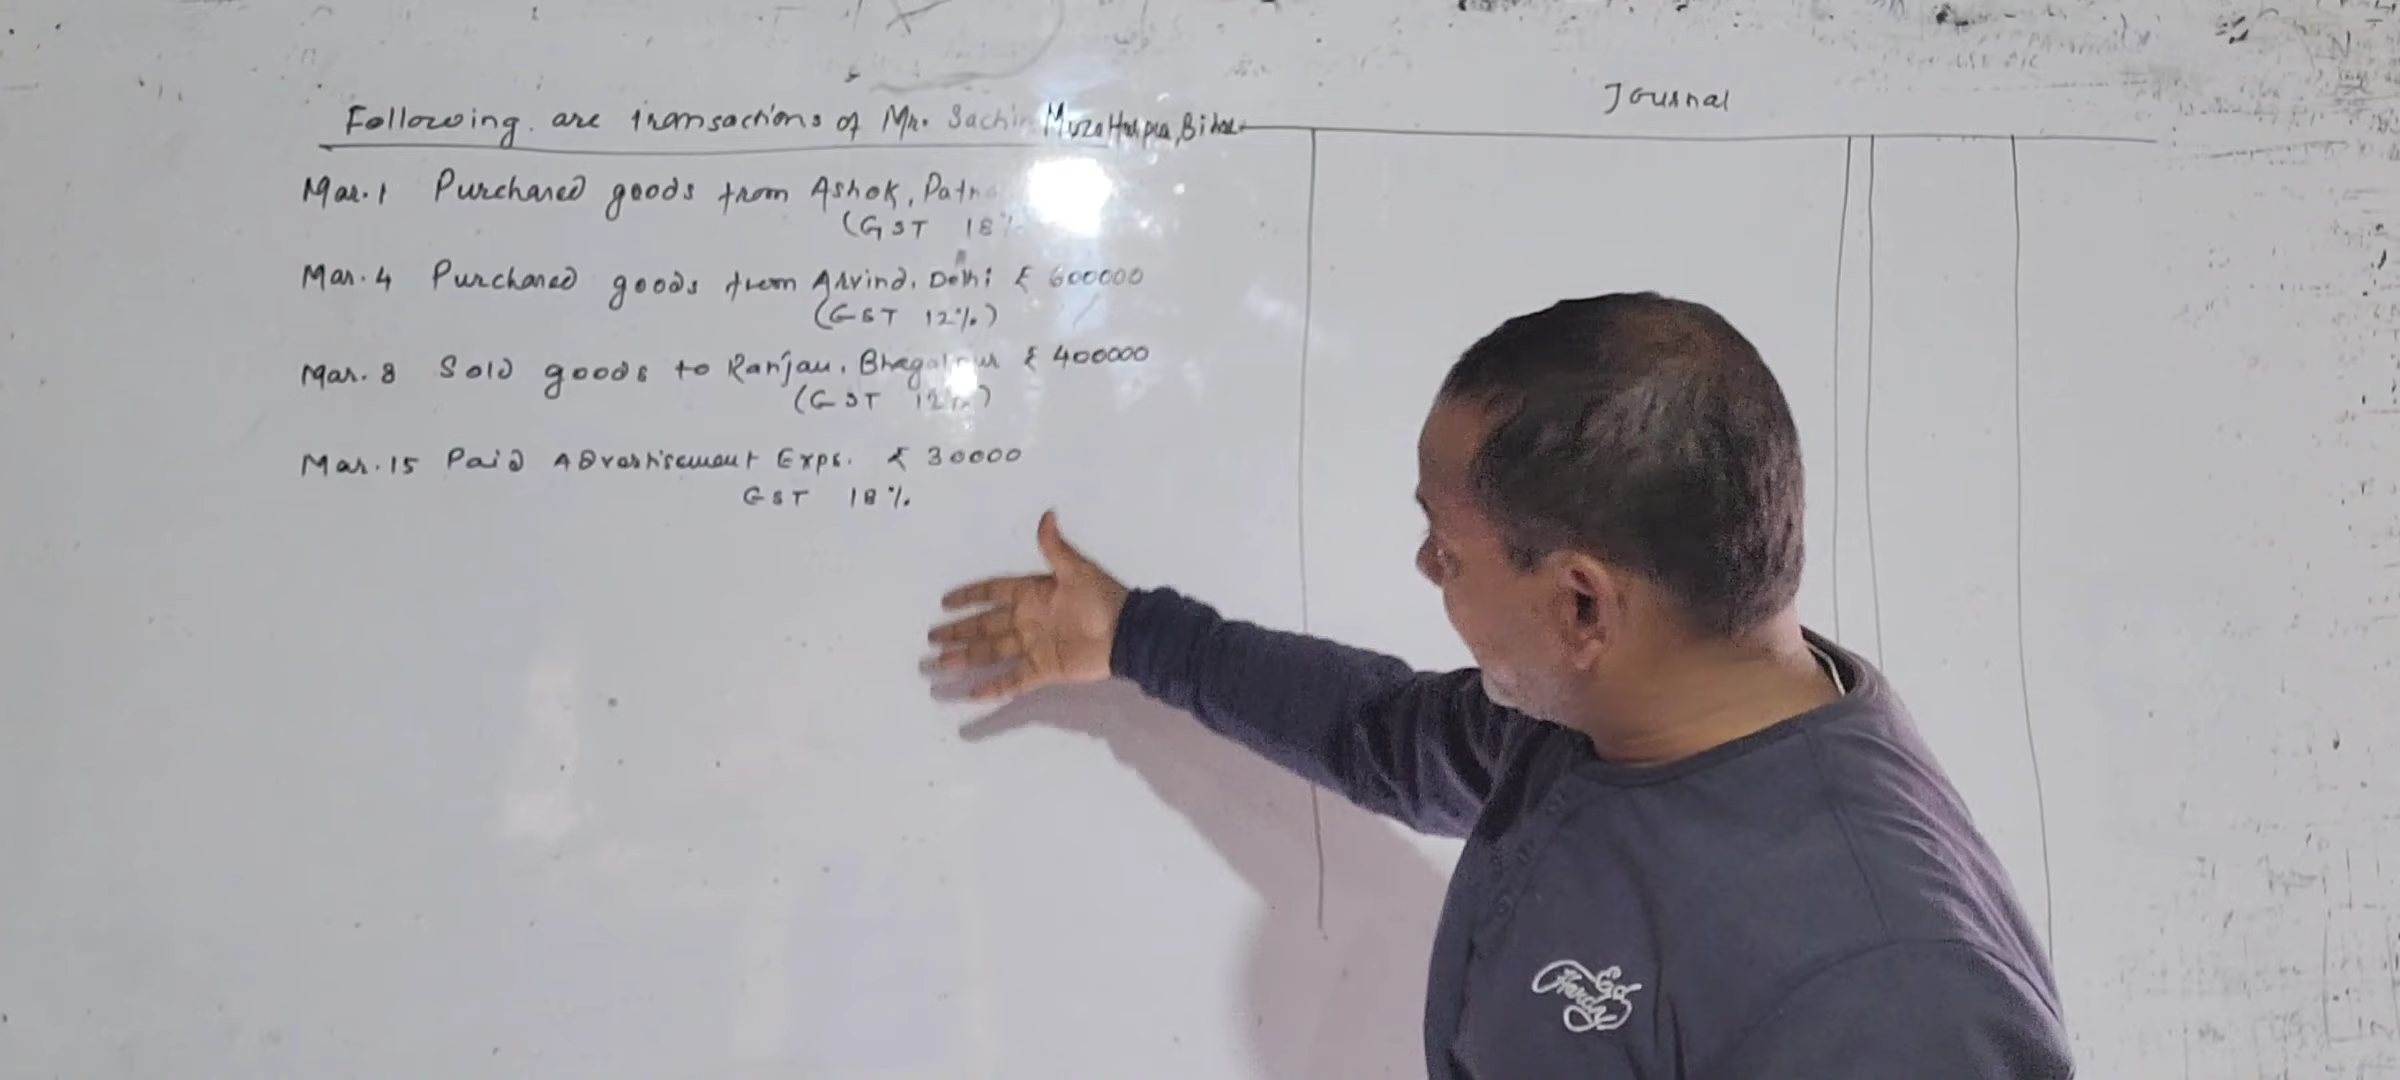 Following are transactions of Mr. Sachin Muzaffarpur, Bihar
Mar. 1 Purchased goods from Ashok, Patna
(GST 18%
Mar. 4 Purchased goods from Arvind, Delhi ₹ 600000
(GST 12%)
Mar. 8 Sold goods to Ranjan, Bhagalpur ₹ 400000
(GST 12%)
Mar. 15 Paid Advertisement Exps. ₹ 30000
GST 18%
Journal
Ed Hardy